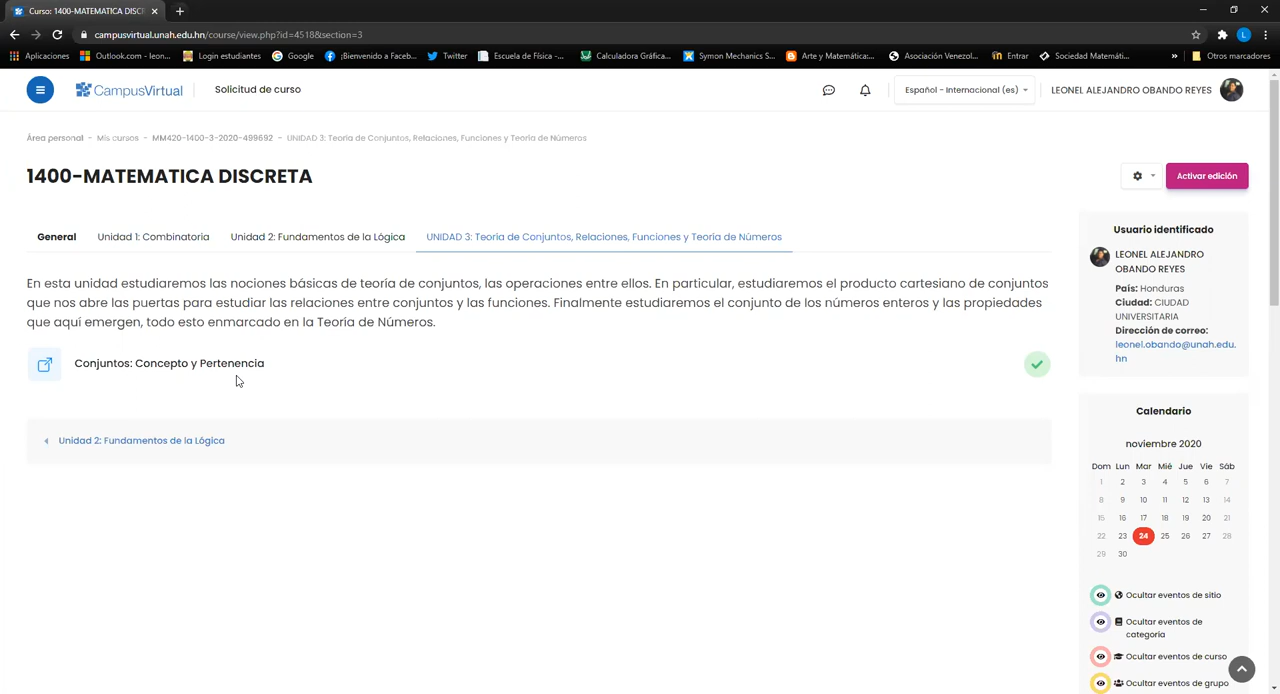 Curso: 1400-MATEMATICA DISCR
campusvirtual.unah.edu.hn/course/view.php?id=4518&section=3
Aplicaciones Outlook.com - leon... Login estudiantes Google ¡Bienvenido a Faceb... Twitter Escuela de Física -... Calculadora Gráfica... Symon Mechanics S... Arte y Matemática:... Asociación Venezol... Entrar Sociedad Matemáti... » Otros marcadores
CampusVirtual Solicitud de curso Español - Internacional (es) LEONEL ALEJANDRO OBANDO REYES
Área personal - Mis cursos - MM420-1400-3-2020-499692 - UNIDAD 3: Teoría de Conjuntos, Relaciones, Funciones y Teoría de Números
1400-MATEMATICA DISCRETA
Activar edición
General Unidad 1: Combinatoria Unidad 2: Fundamentos de la Lógica UNIDAD 3: Teoría de Conjuntos, Relaciones, Funciones y Teoría de Números
En esta unidad estudiaremos las nociones básicas de teoría de conjuntos, las operaciones entre ellos. En particular, estudiaremos el producto cartesiano de conjuntos
que nos abre las puertas para estudiar las relaciones entre conjuntos y las funciones. Finalmente estudiaremos el conjunto de los números enteros y las propiedades
que aquí emergen, todo esto enmarcado en la Teoría de Números.
Conjuntos: Concepto y Pertenencia
Unidad 2: Fundamentos de la Lógica
Usuario identificado
LEONEL ALEJANDRO
OBANDO REYES
País: Honduras
Ciudad: CIUDAD
UNIVERSITARIA
Dirección de correo:
leonel.obando@unah.edu.
hn
Calendario
noviembre 2020
Dom Lun Mar Mié Jue Vie Sáb
1 2 3 4 5 6 7
8 9 10 11 12 13 14
15 16 17 18 19 20 21
22 23 24 25 26 27 28
29 30
Ocultar eventos de sitio
Ocultar eventos de
categoría
Ocultar eventos de curso
Ocultar eventos de grupo
L